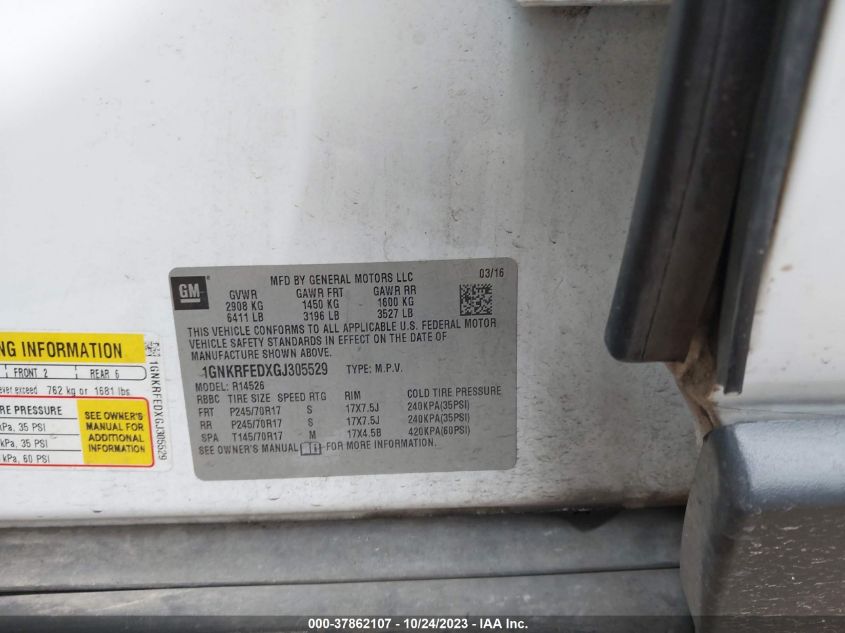 GM
MFD BY GENERAL MOTORS LLC 03/16
GVWR GAWR FRT GAWR RR
2908 KG 1450 KG 1600 KG
6411 LB 3196 LB 3527 LB
THIS VEHICLE CONFORMS TO ALL APPLICABLE U.S. FEDERAL MOTOR
VEHICLE SAFETY STANDARDS IN EFFECT ON THE DATE OF
MANUFACTURE SHOWN ABOVE.
1GNKRFEDXGJ305529 TYPE: M.P.V.
MODEL: R14526
RBBC TIRE SIZE SPEED RTG RIM COLD TIRE PRESSURE
FRT P245/70R17 S 17X7.5J 240KPA(35PSI)
RR P245/70R17 S 17X7.5J 240KPA(35PSI)
SPA T145/70R17 M 17X4.5B 420KPA(60PSI)
SEE OWNER'S MANUAL FOR MORE INFORMATION.
NG INFORMATION
FRONT 2 REAR 6
ever exceed 762 kg or 1681 lbs.
RE PRESSURE
kPa, 35 PSI
kPa, 35 PSI
kPa, 60 PSI
SEE OWNER'S
MANUAL FOR
ADDITIONAL
INFORMATION
1GNKRFEDXGJ305529
000-37862107 - 10/24/2023 - IAA Inc.